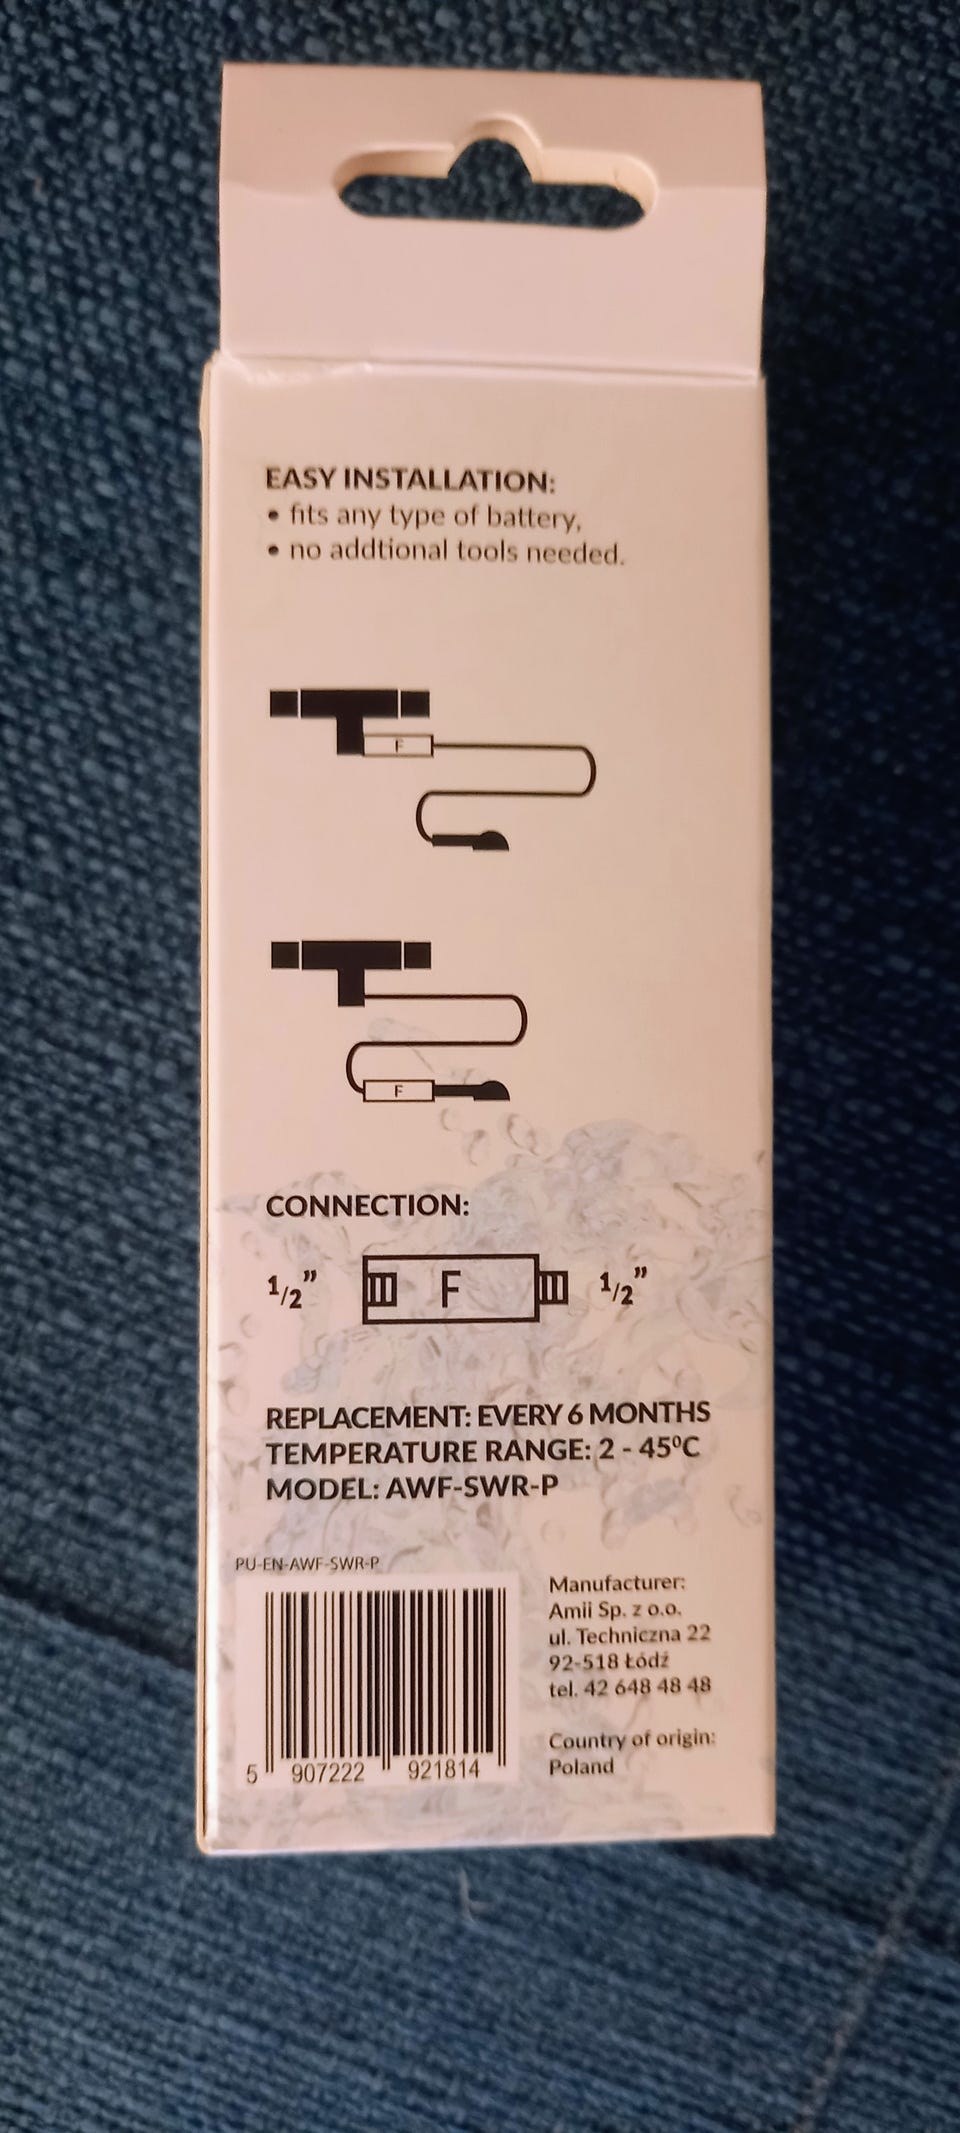 EASY INSTALLATION:
• fits any type of battery,
• no addtional tools needed.
F
F
CONNECTION:
1/2” F 1/2”
REPLACEMENT: EVERY 6 MONTHS
TEMPERATURE RANGE: 2 - 45⁰C
MODEL: AWF-SWR-P
PU-EN-AWF-SWR-P
5 907222 921814
Manufacturer:
Amii Sp. z o.o.
ul. Techniczna 22
92-518 Łódź
tel. 42 648 48 48
Country of origin:
Poland